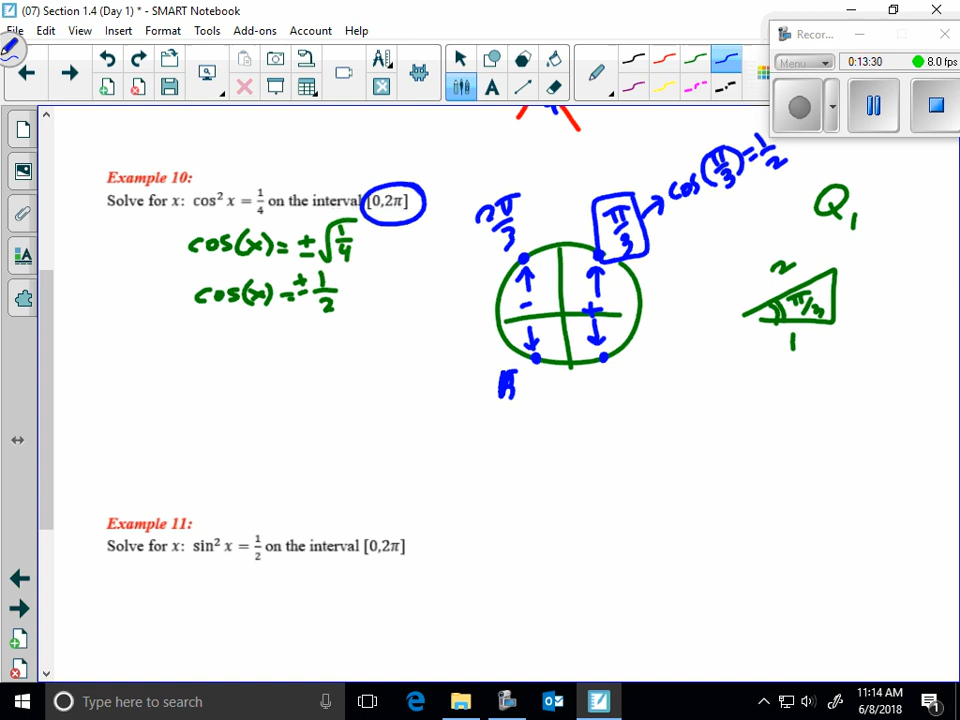 (07) Section 1.4 (Day 1) * - SMART Notebook
File Edit View Insert Format Tools Add-ons Account Help
Recor...
Menu 0:13:30 8.0 fps
Example 10:
Solve for x: cos² x = 1/4 on the interval [0,2π]
cos(x) = ± √1/4
cos(x) = ± 1/2
2π/3
π/3
cos(π/3) = 1/2
Q1
- +
2
π/3
1
Example 11:
Solve for x: sin² x = 1/2 on the interval [0,2π]
Type here to search
11:14 AM
6/8/2018
1